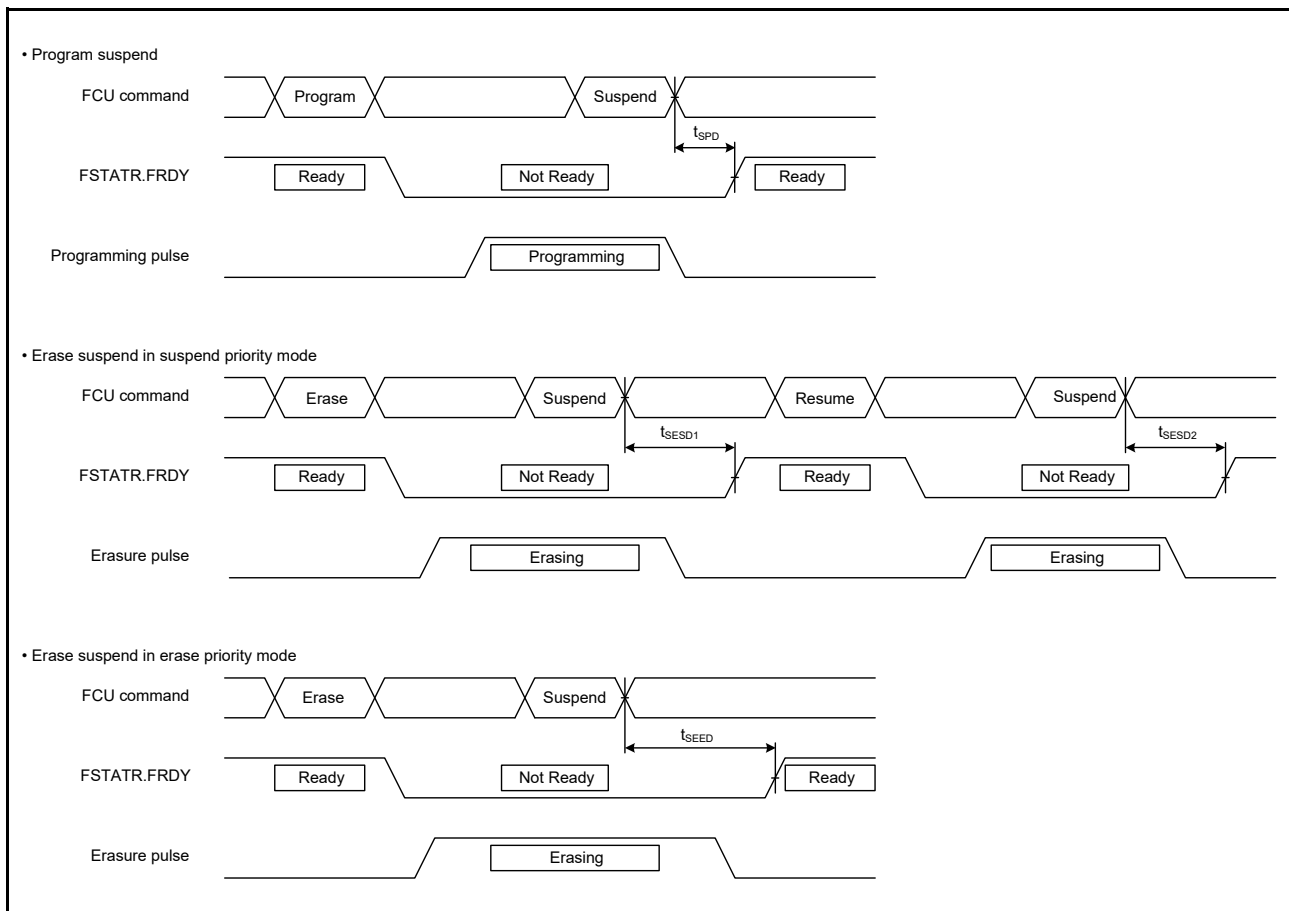 • Program suspend
FCU command
Program
Suspend
tSPD
FSTATR.FRDY
Ready
Not Ready
Ready
Programming pulse
Programming
• Erase suspend in suspend priority mode
FCU command
Erase
Suspend
Resume
Suspend
tSESD1
tSESD2
FSTATR.FRDY
Ready
Not Ready
Ready
Not Ready
Erasure pulse
Erasing
Erasing
• Erase suspend in erase priority mode
FCU command
Erase
Suspend
tSEED
FSTATR.FRDY
Ready
Not Ready
Ready
Erasure pulse
Erasing